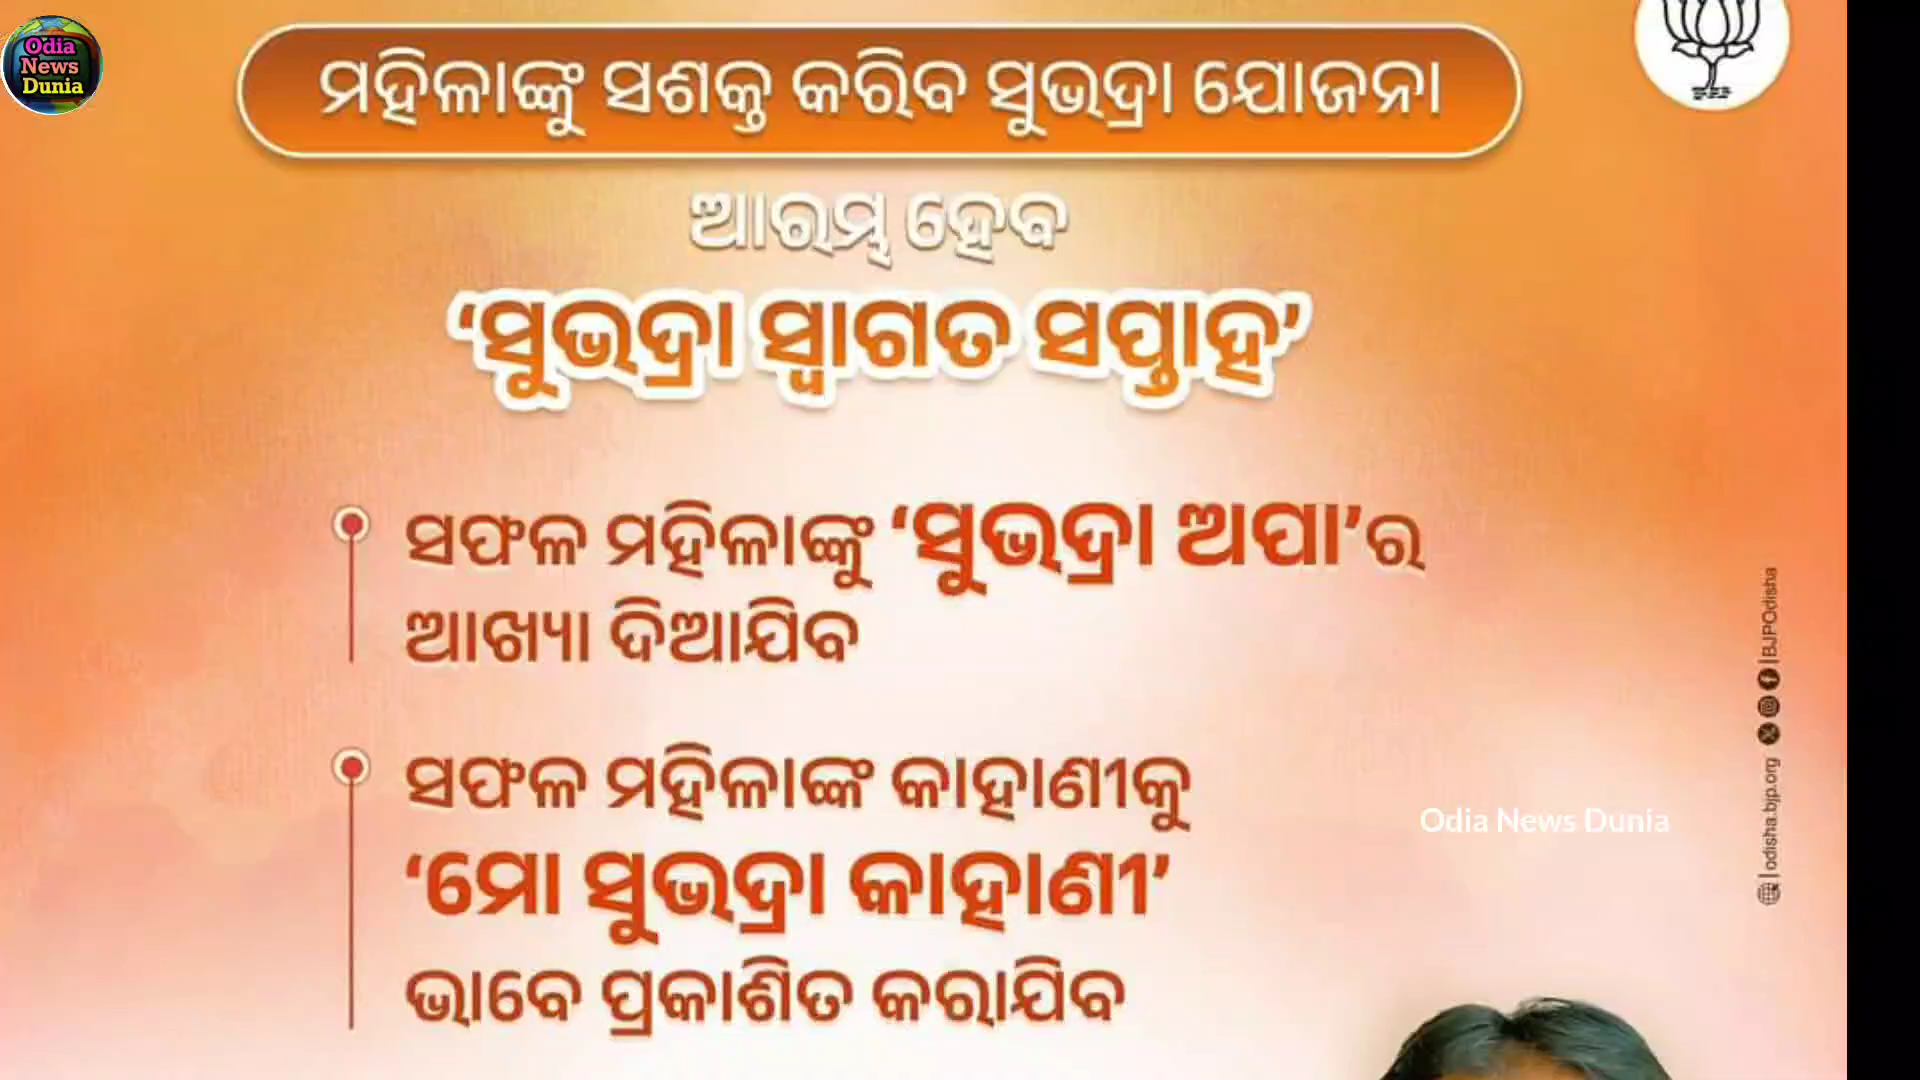 Odia
News
Dunia
ମହିଳାଙ୍କୁ ସଶକ୍ତ କରିବ ସୁଭଦ୍ରା ଯୋଜନା
ଆରମ୍ଭ ହେବ
‘ସୁଭଦ୍ରା ସ୍ୱାଗତ ସପ୍ତାହ’
ସଫଳ ମହିଳାଙ୍କୁ ‘ସୁଭଦ୍ରା ଅପା’ର
ଆଖ୍ୟା ଦିଆଯିବ
ସଫଳ ମହିଳାଙ୍କ କାହାଣୀକୁ
‘ମୋ ସୁଭଦ୍ରା କାହାଣୀ’
ଭାବେ ପ୍ରକାଶିତ କରାଯିବ
Odia News Dunia
| odisha.bjp.org | BJPOdisha